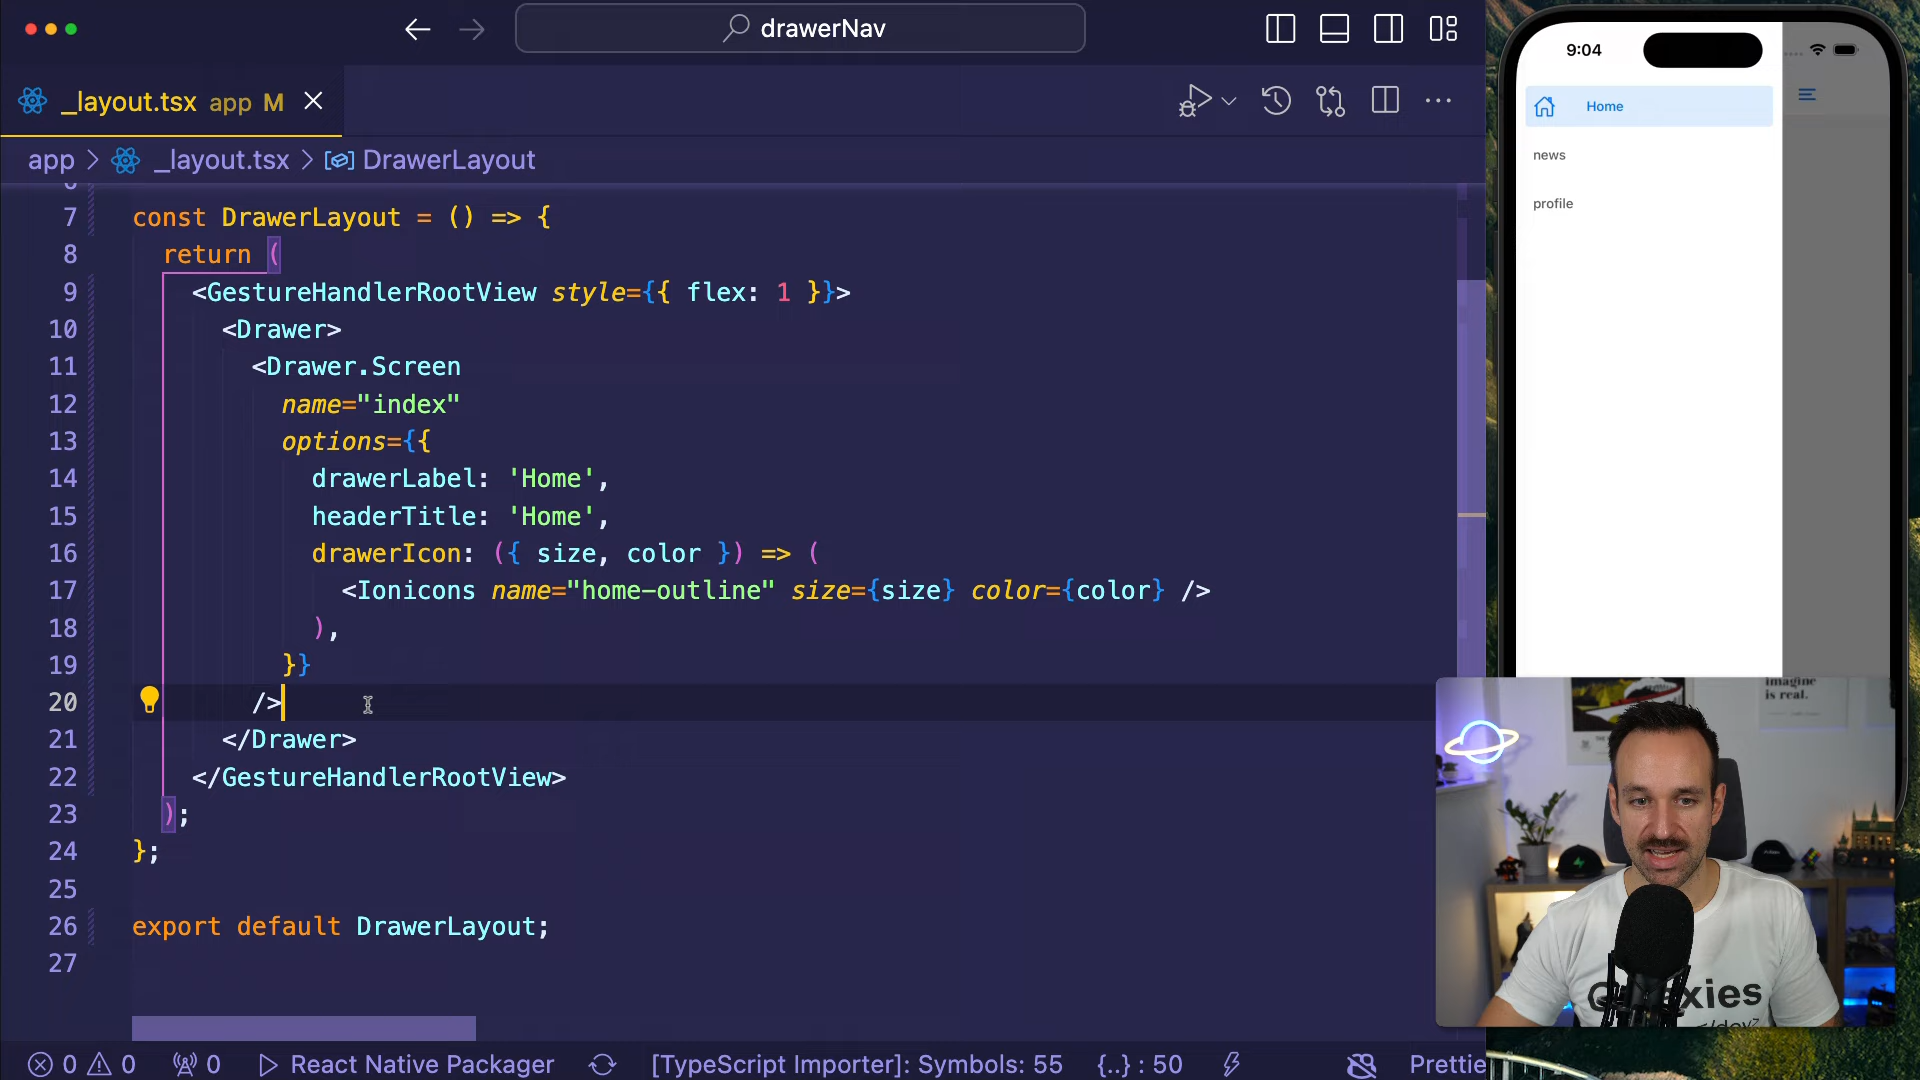 drawerNav
_layout.tsx app M
app > _layout.tsx > DrawerLayout
7 const DrawerLayout = () => {
8 return (
9 <GestureHandlerRootView style={{ flex: 1 }}>
10 <Drawer>
11 <Drawer.Screen
12 name="index"
13 options={{
14 drawerLabel: 'Home',
15 headerTitle: 'Home',
16 drawerIcon: ({ size, color }) => (
17 <Ionicons name="home-outline" size={size} color={color} />
18 ),
19 }}
20 />
21 </Drawer>
22 </GestureHandlerRootView>
23 );
24 };
25
26 export default DrawerLayout;
27
0 0 0 React Native Packager [TypeScript Importer]: Symbols: 55 {..} : 50 Prettie
9:04
Home
news
profile
imagine
is real.